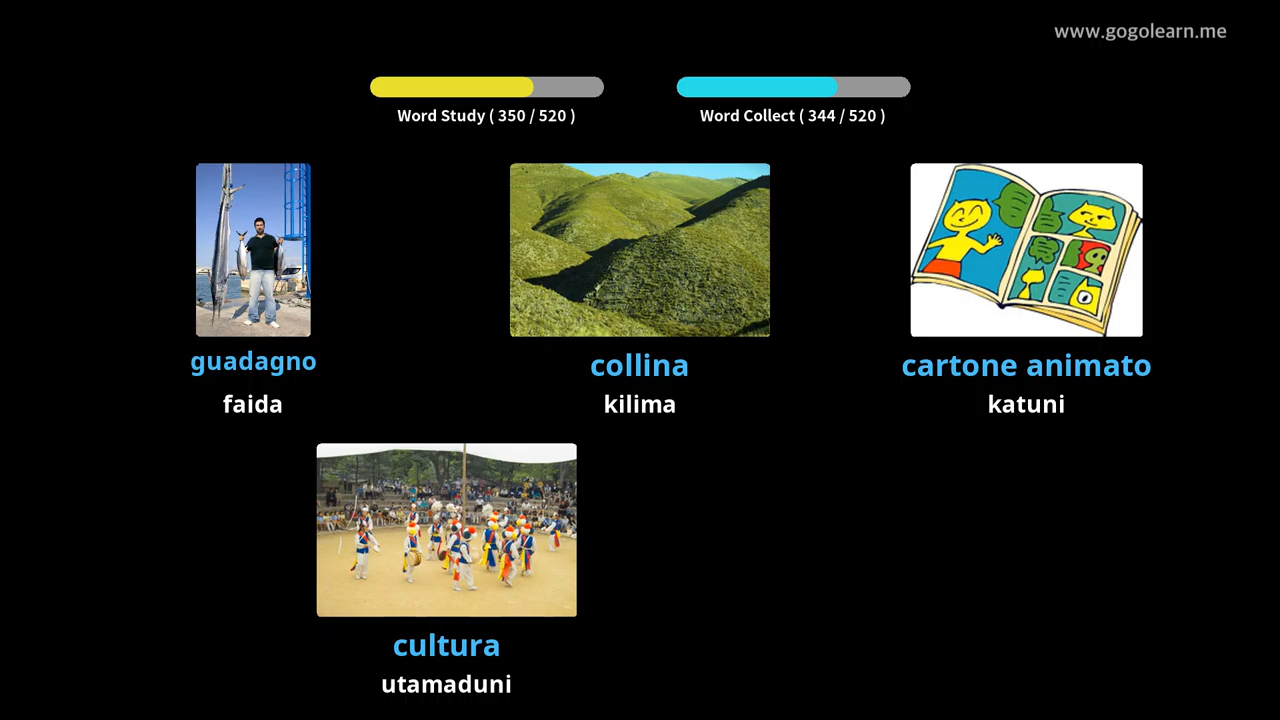 www.gogolearn.me
Word Study ( 350 / 520 )
Word Collect ( 344 / 520 )
guadagno
faida
collina
kilima
cartone animato
katuni
cultura
utamaduni